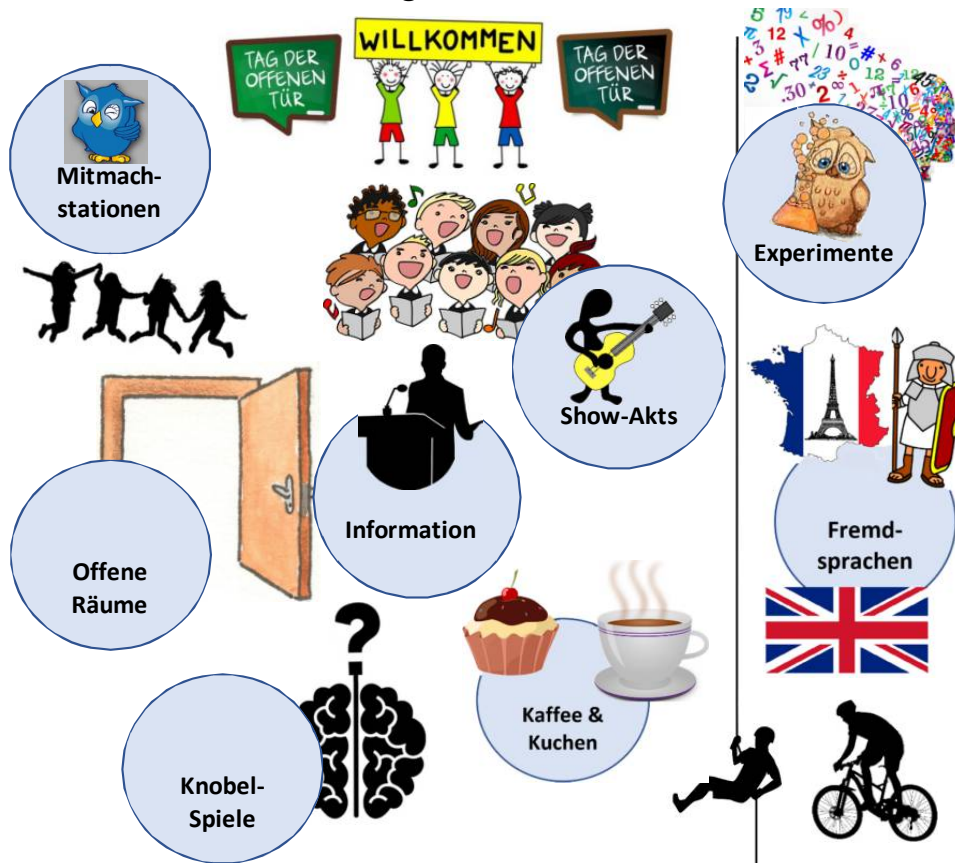 WILLKOMMEN
TAG DER
OFFENEN
TÜR
TAG DER
OFFENEN
TÜR
Mitmach-
stationen
Experimente
Show-Akts
Information
Fremd-
sprachen
Offene
Räume
Kaffee &
Kuchen
Knobel-
Spiele